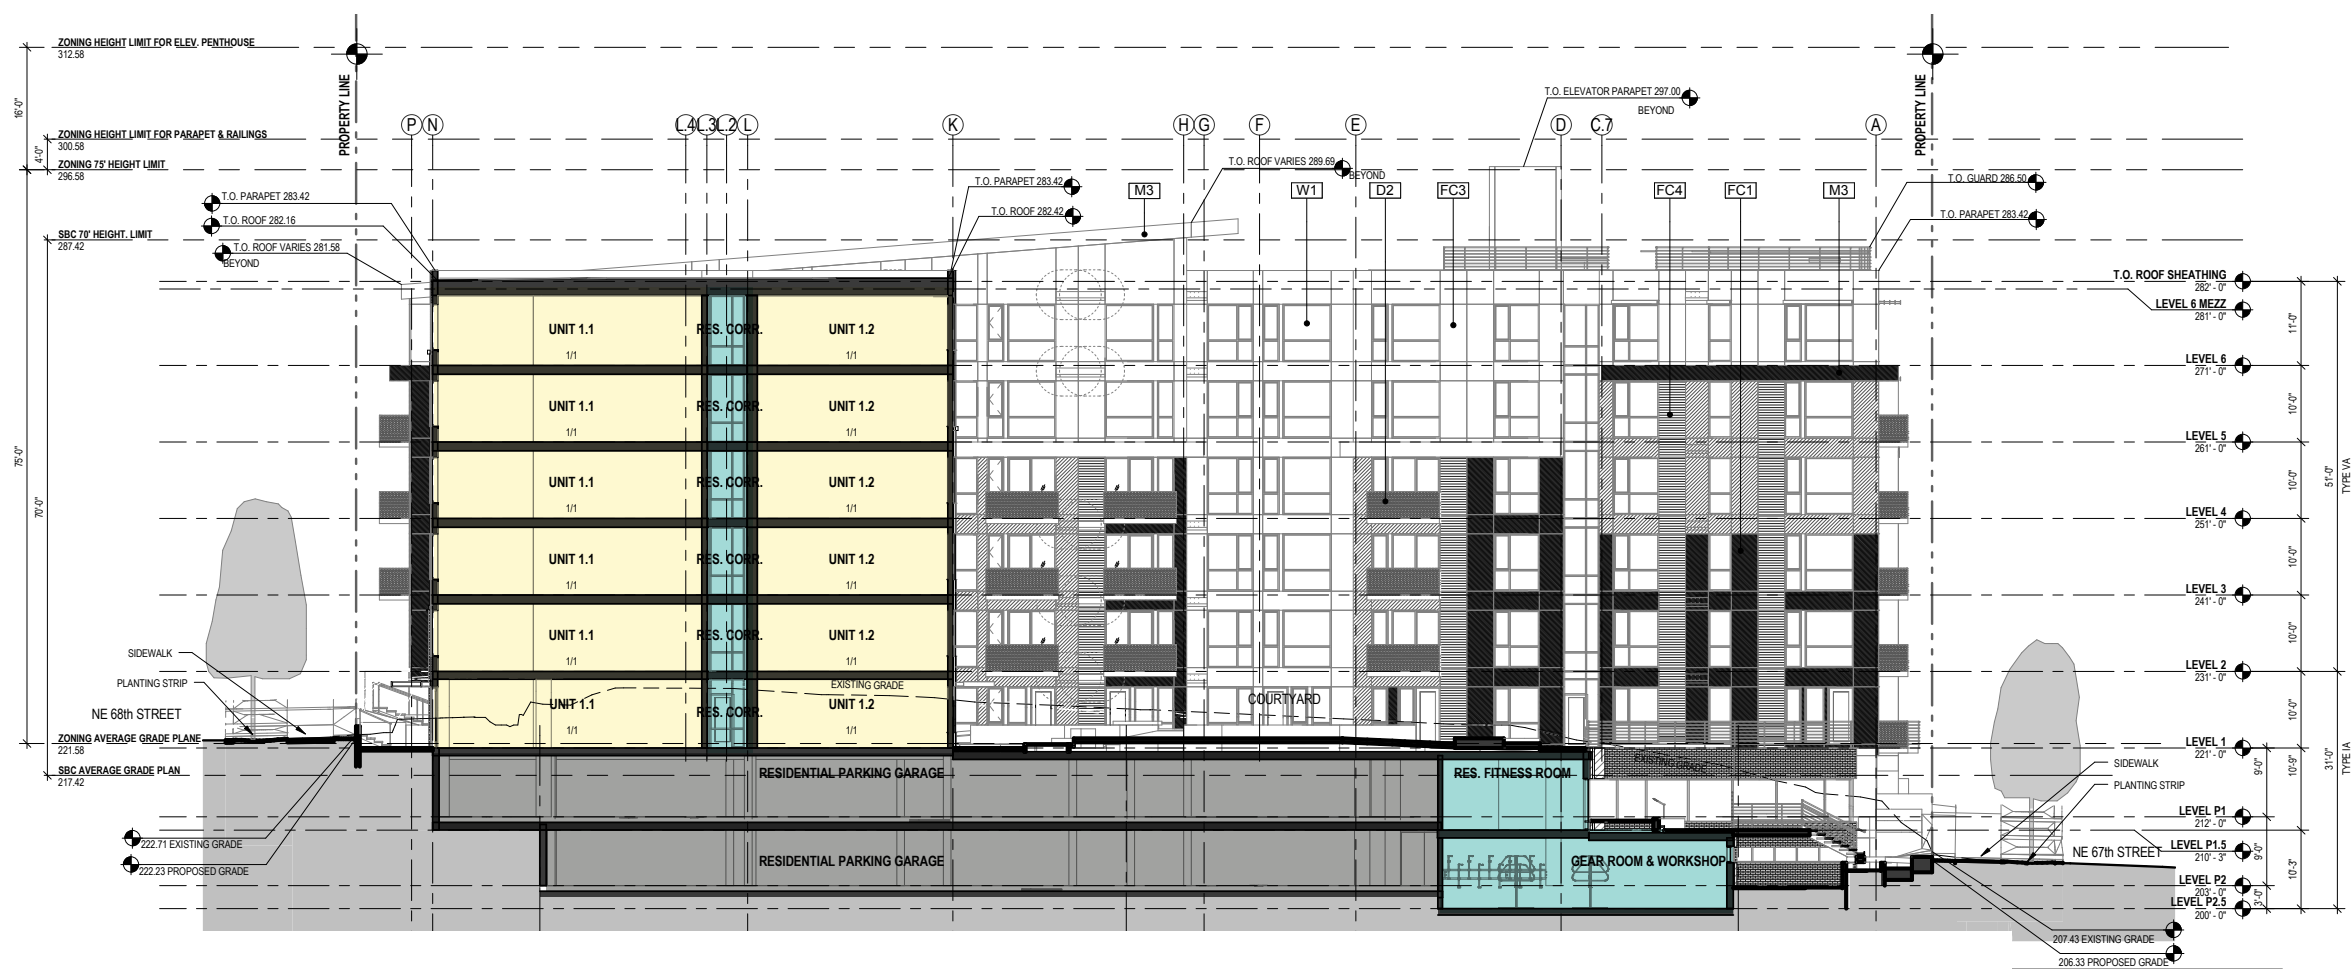 ZONING HEIGHT LIMIT FOR ELEV. PENTHOUSE
312.58
PROPERTY LINE
PROPERTY LINE
16'-0"
T.O. ELEVATOR PARAPET 297.00
BEYOND
P N L.4 L.3 L.2 L K H G F E D C.7 A
ZONING HEIGHT LIMIT FOR PARAPET & RAILINGS
300.58
4'-0"
ZONING 75' HEIGHT LIMIT
296.58
T.O. ROOF VARIES 289.69
BEYOND
T.O. PARAPET 283.42
T.O. PARAPET 283.42
M3 W1 D2 FC3 FC4 FC1 M3
T.O. GUARD 286.50
T.O. ROOF 282.16
T.O. ROOF 282.42
T.O. PARAPET 283.42
SBC 70' HEIGHT. LIMIT
287.42
T.O. ROOF VARIES 281.58
BEYOND
T.O. ROOF SHEATHING
282' - 0"
LEVEL 6 MEZZ
281' - 0"
11'-0"
UNIT 1.1 RES. CORR. UNIT 1.2
1/1 1/1
LEVEL 6
271' - 0"
10'-0"
UNIT 1.1 RES. CORR. UNIT 1.2
1/1 1/1
LEVEL 5
261' - 0"
75'-0"
70'-0"
10'-0"
51'-0"
TYPE VA
UNIT 1.1 RES. CORR. UNIT 1.2
1/1 1/1
LEVEL 4
251' - 0"
10'-0"
UNIT 1.1 RES. CORR. UNIT 1.2
1/1 1/1
LEVEL 3
241' - 0"
10'-0"
UNIT 1.1 RES. CORR. UNIT 1.2
1/1 1/1
SIDEWALK
LEVEL 2
231' - 0"
PLANTING STRIP
EXISTING GRADE
COURTYARD
10'-0"
UNIT 1.1 RES. CORR. UNIT 1.2
1/1 1/1
NE 68th STREET
ZONING AVERAGE GRADE PLANE
221.58
LEVEL 1
221' - 0"
EXISTING GRADE
SIDEWALK
9'-0"
10'-9"
31'-0"
TYPE IA
SBC AVERAGE GRADE PLAN
217.42
RESIDENTIAL PARKING GARAGE
RES. FITNESS ROOM
PLANTING STRIP
LEVEL P1
212' - 0"
222.71 EXISTING GRADE
LEVEL P1.5
210' - 3"
NE 67th STREET
9'-0"
10'-3"
RESIDENTIAL PARKING GARAGE
GEAR ROOM & WORKSHOP
222.23 PROPOSED GRADE
LEVEL P2
203' - 0"
3'-0"
LEVEL P2.5
200' - 0"
207.43 EXISTING GRADE
206.33 PROPOSED GRADE